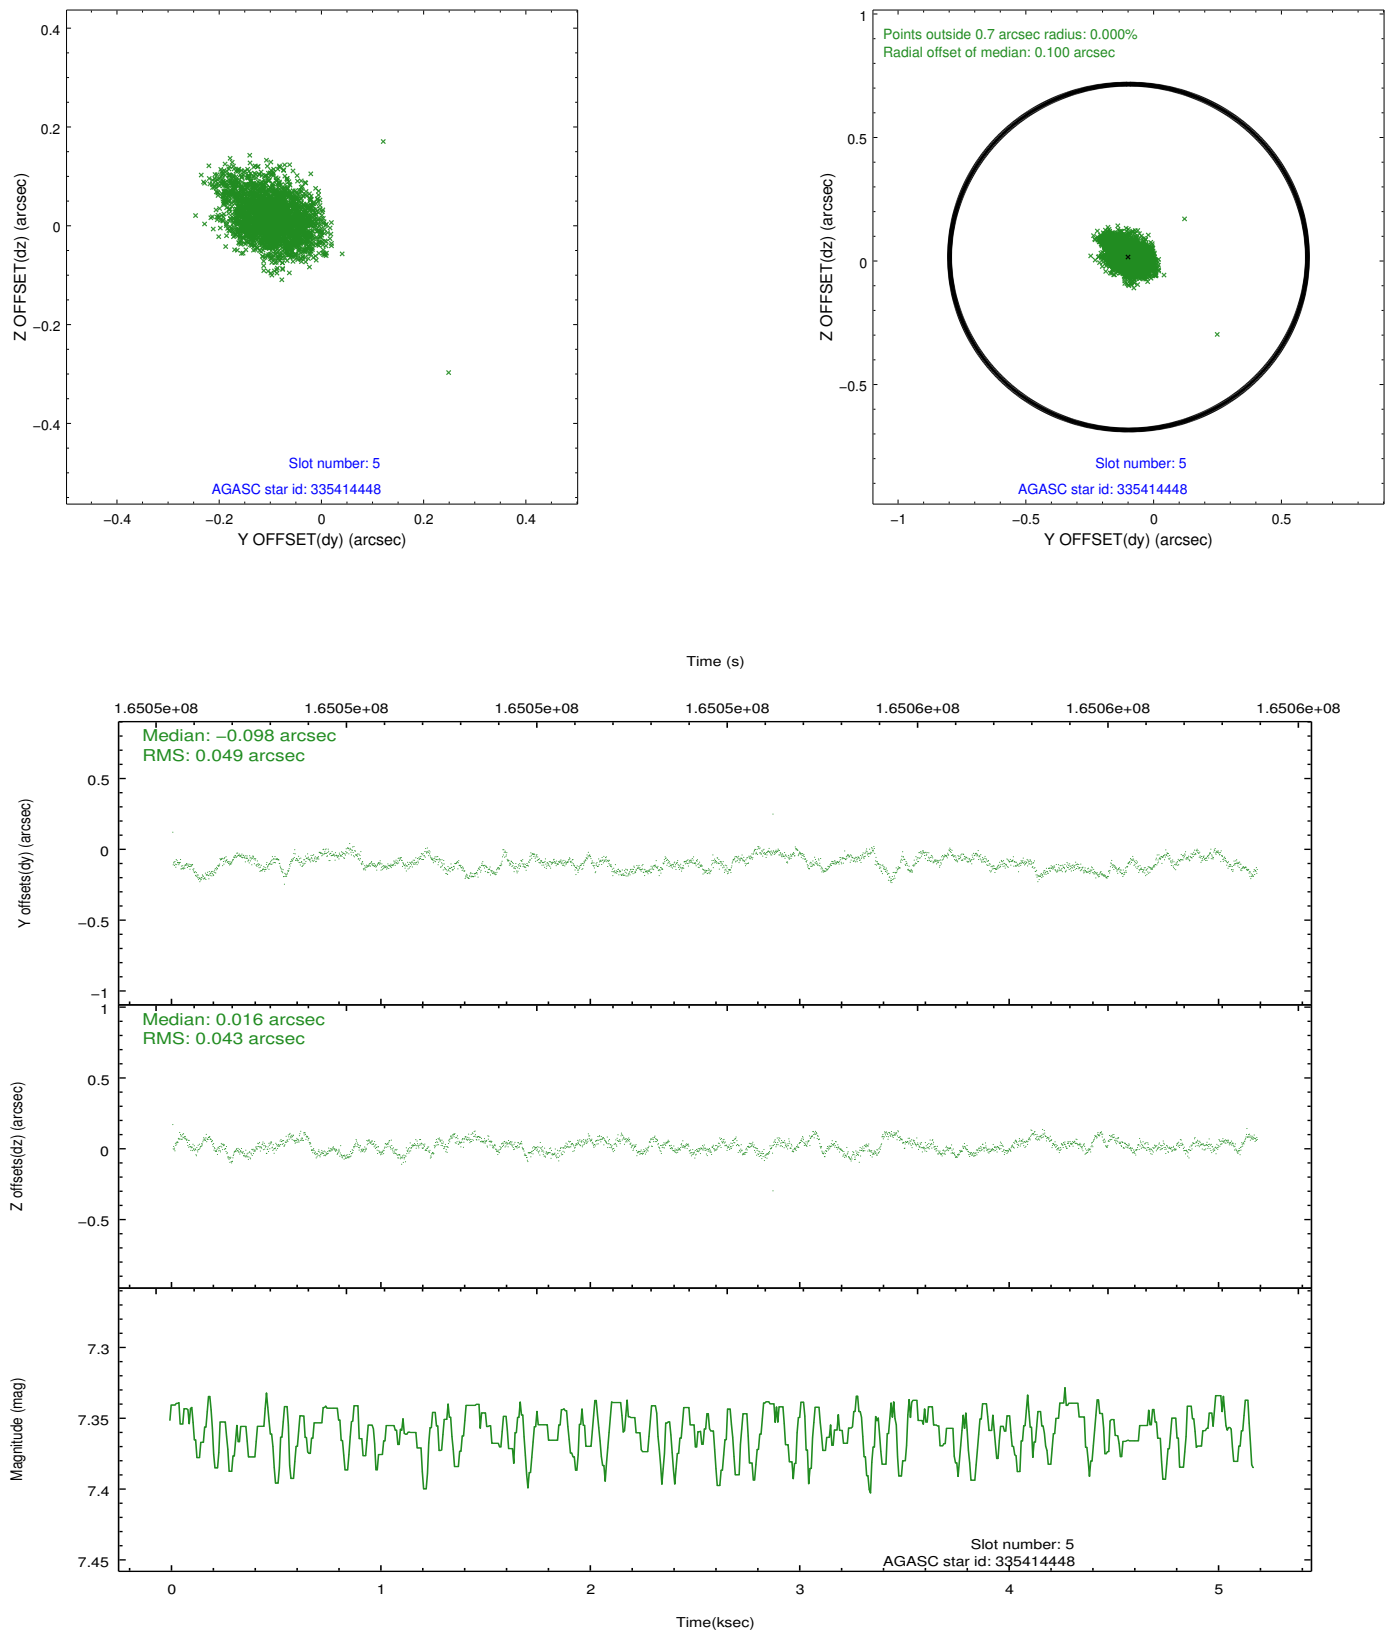 0.4
0.2
0
−0.2
−0.4
Z OFFSET(dz) (arcsec)
Slot number: 5
AGASC star id: 335414448
−0.4 −0.2 0 0.2 0.4
Y OFFSET(dy) (arcsec)
1
0.5
0
−0.5
Z OFFSET(dz) (arcsec)
Points outside 0.7 arcsec radius: 0.000%
Radial offset of median: 0.100 arcsec
Slot number: 5
AGASC star id: 335414448
−1 −0.5 0 0.5
Y OFFSET(dy) (arcsec)
Time (s)
1.6505e+08 1.6505e+08 1.6505e+08 1.6505e+08 1.6506e+08 1.6506e+08 1.6506e+08
Median: −0.098 arcsec
RMS: 0.049 arcsec
0.5
0
−0.5
−1
Y offsets(dy) (arcsec)
Median: 0.016 arcsec
RMS: 0.043 arcsec
1
0.5
0
−0.5
Z offsets(dz) (arcsec)
7.3
7.35
7.4
7.45
Magnitude (mag)
Slot number: 5
AGASC star id: 335414448
0 1 2 3 4 5
Time(ksec)